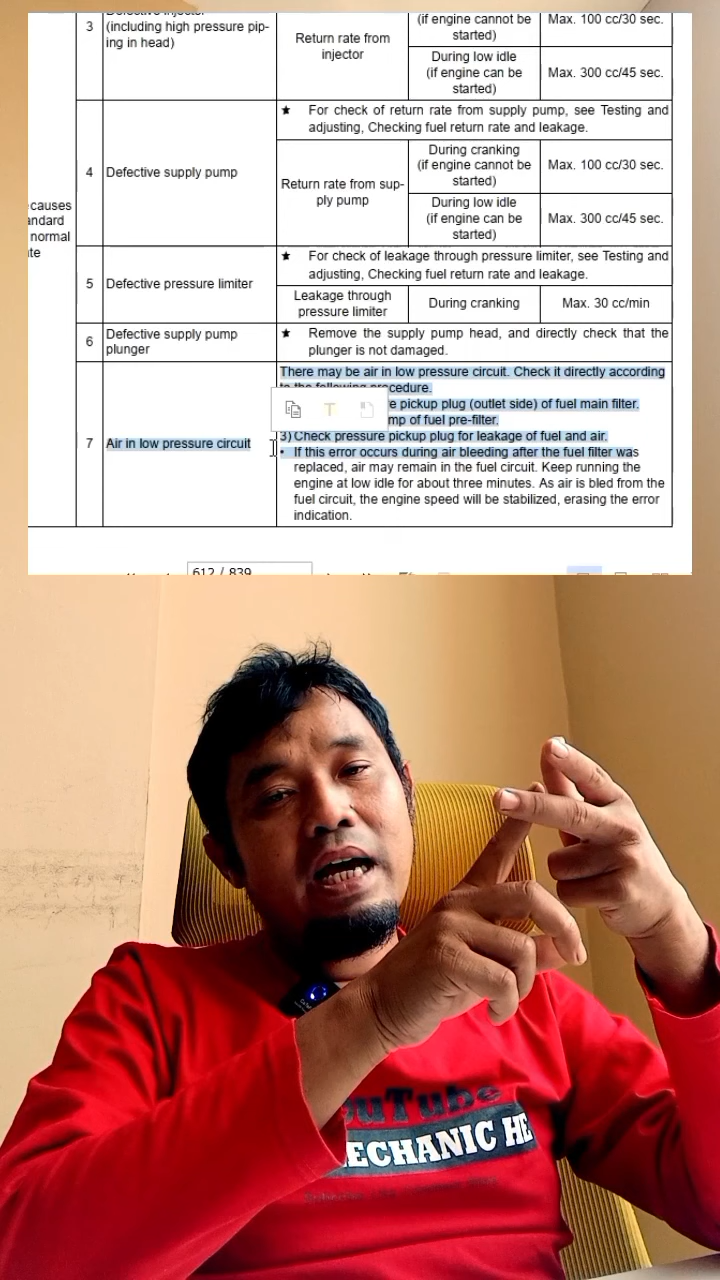 3
(including high pressure pip-
ing in head)
Return rate from
injector
(if engine cannot be
started)
Max. 100 cc/30 sec.
During low idle
(if engine can be
started)
Max. 300 cc/45 sec.
causes
andard
normal
4
Defective supply pump
★ For check of return rate from supply pump, see Testing and
adjusting, Checking fuel return rate and leakage.
Return rate from sup-
ply pump
During cranking
(if engine cannot be
started)
Max. 100 cc/30 sec.
During low idle
(if engine can be
started)
Max. 300 cc/45 sec.
5
Defective pressure limiter
★ For check of leakage through pressure limiter, see Testing and
adjusting, Checking fuel return rate and leakage.
Leakage through
pressure limiter
During cranking
Max. 30 cc/min
6
Defective supply pump
plunger
★ Remove the supply pump head, and directly check that the
plunger is not damaged.
7
Air in low pressure circuit
There may be air in low pressure circuit. Check it directly according
to the following procedure.
pickup plug (outlet side) of fuel main filter.
of fuel pre-filter.
3) Check pressure pickup plug for leakage of fuel and air.
• If this error occurs during air bleeding after the fuel filter was
replaced, air may remain in the fuel circuit. Keep running the
engine at low idle for about three minutes. As air is bled from the
fuel circuit, the engine speed will be stabilized, erasing the error
indication.
612 / 839
ouTube
MECHANIC HE